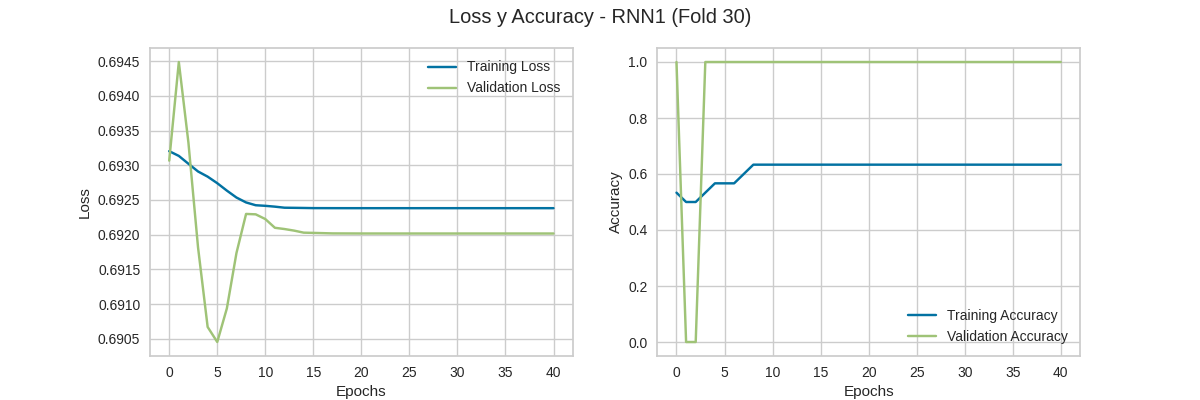 Loss y Accuracy - RNN1 (Fold 30)
0.6945
0.6940
0.6935
0.6930
0.6925
0.6920
0.6915
0.6910
0.6905
Loss
0 5 10 15 20 25 30 35 40
Epochs
Training Loss
Validation Loss
1.0
0.8
0.6
0.4
0.2
0.0
Accuracy
0 5 10 15 20 25 30 35 40
Epochs
Training Accuracy
Validation Accuracy